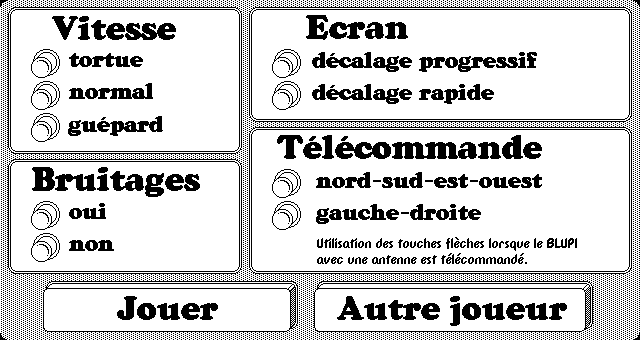 Vitesse
tortue
normal
guépard
Bruitages
oui
non
Ecran
décalage progressif
décalage rapide
Télécommande
nord-sud-est-ouest
gauche-droite
Utilisation des touches flèches lorsque le BLUPI
avec une antenne est télécommandé.
Jouer
Autre joueur